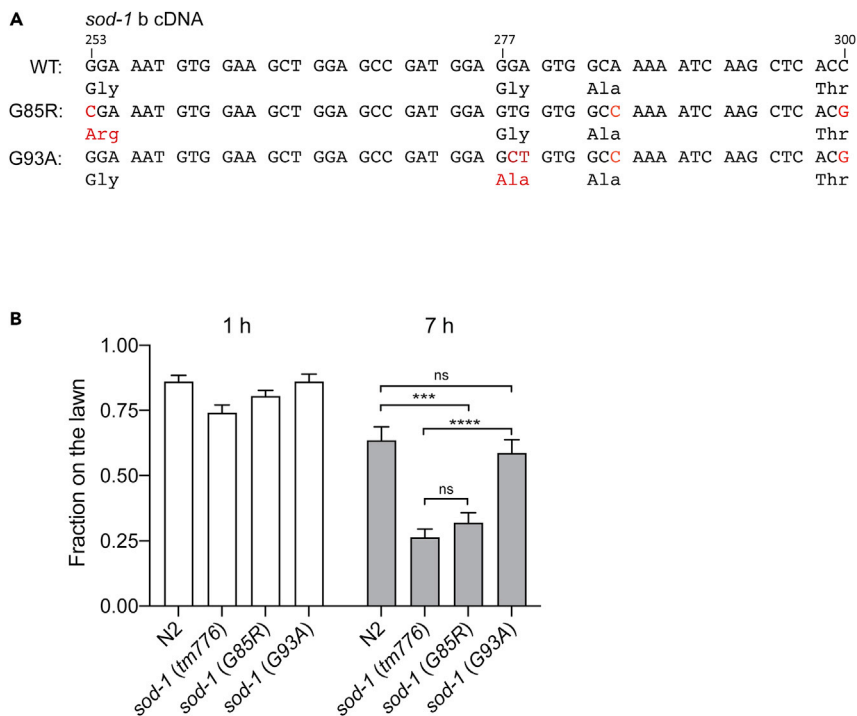 A
sod-1 b cDNA
253 277 300
WT: GGA AAT GTG GAA GCT GGA GCC GAT GGA GGA GTG GCA AAA ATC AAG CTC ACC
Gly Gly Ala Thr
G85R: CGA AAT GTG GAA GCT GGA GCC GAT GGA GTG GTG GCC AAA ATC AAG CTC ACG
Arg Gly Ala Thr
G93A: GGA AAT GTG GAA GCT GGA GCC GAT GGA GCT GTG GCC AAA ATC AAG CTC ACG
Gly Ala Ala Thr
B
1 h 7 h
1.00
0.75
0.50
0.25
0.00
Fraction on the lawn
ns
***
****
ns
N2
sod-1 (tm776)
sod-1 (G85R)
sod-1 (G93A)
N2
sod-1 (tm776)
sod-1 (G85R)
sod-1 (G93A)